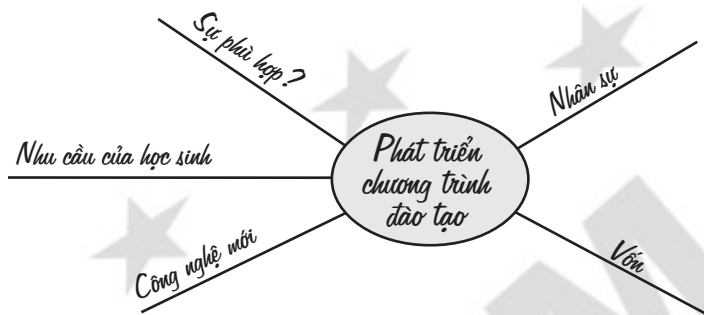 Sự phù hợp?
Nhân sự
Nhu cầu của học sinh
Phát triển
chương trình
đào tạo
Công nghệ mới
Vốn